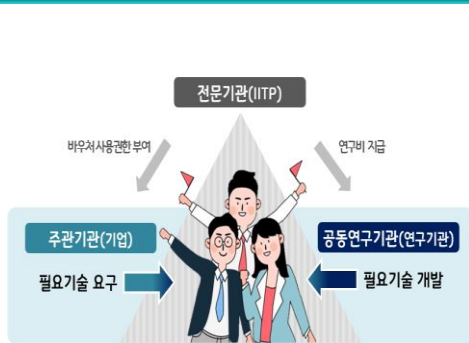 전문기관(IITP)
바우처 사용권한 부여
연구비 지급
주관기관(기업)
공동연구기관(연구기관)
필요기술 요구
필요기술 개발